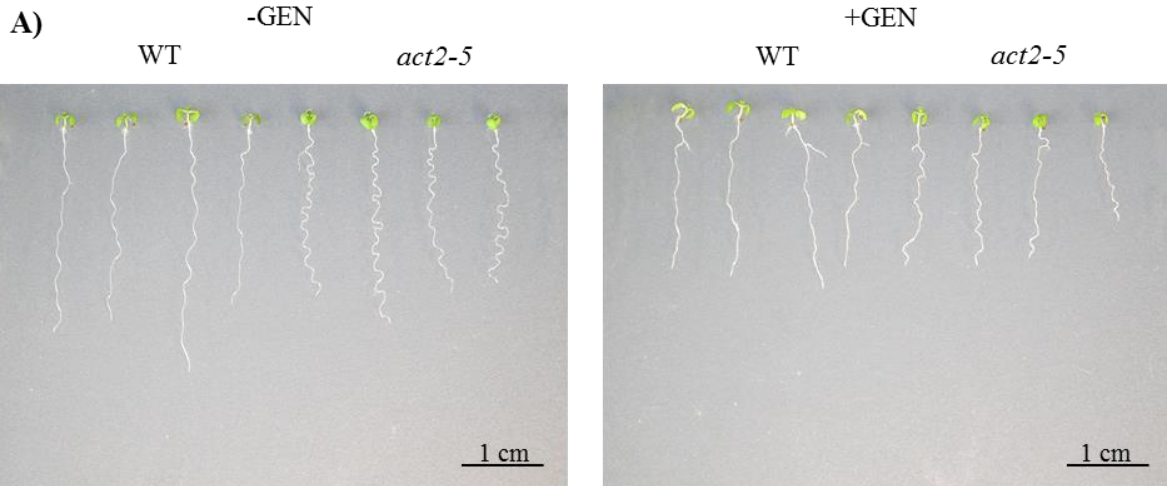 A)
-GEN
+GEN
WT
act2-5
WT
act2-5
1 cm
1 cm